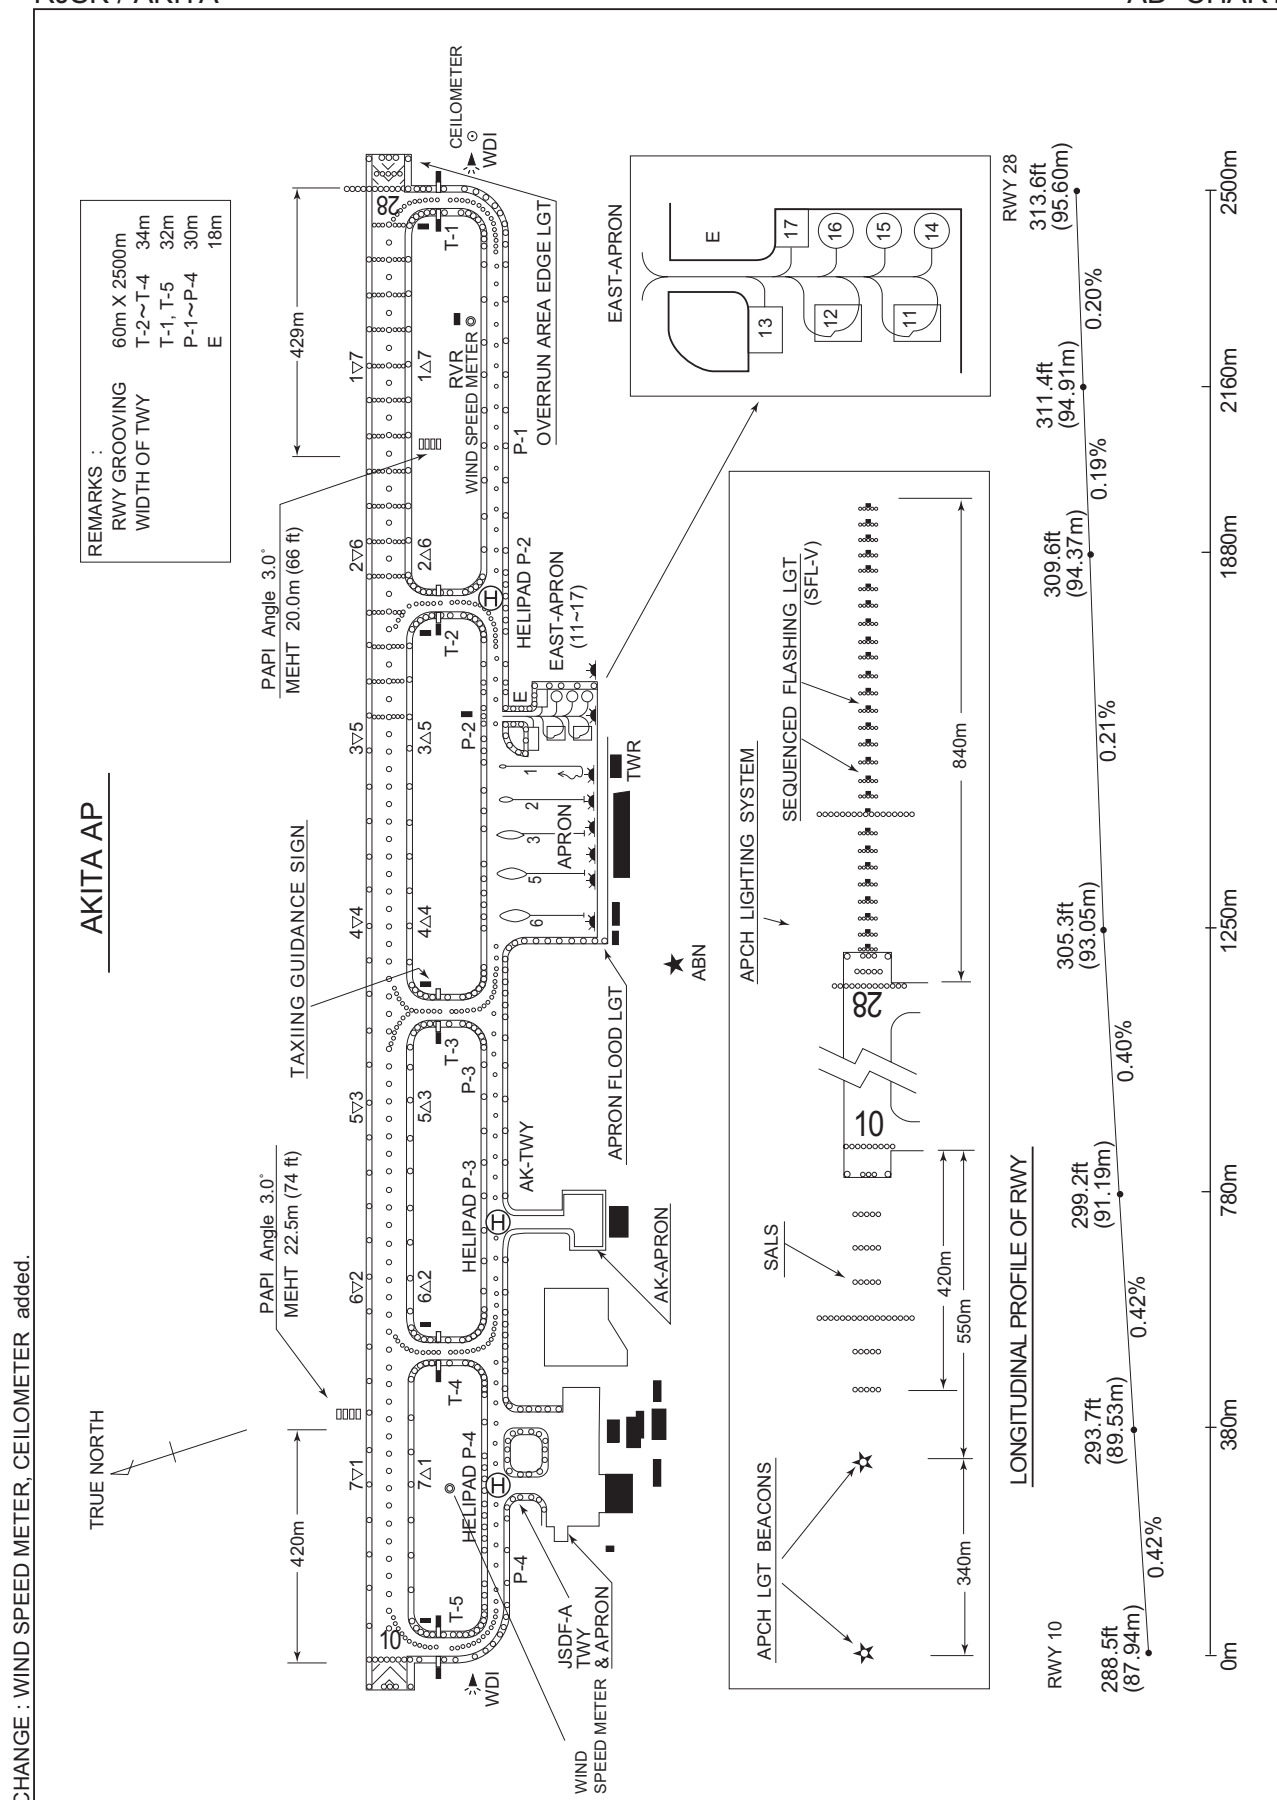 RJSK / AKITA
AD CHART
CHANGE : WIND SPEED METER, CEILOMETER added.
AKITA AP
TRUE NORTH
REMARKS :
RWY GROOVING 60m X 2500m
WIDTH OF TWY T-2~T-4 34m
T-1, T-5 32m
P-1~P-4 30m
E 18m
PAPI Angle 3.0°
MEHT 22.5m (74 ft)
PAPI Angle 3.0°
MEHT 20.0m (66 ft)
TAXIING GUIDANCE SIGN
420m
429m
7▽1
6▽2
5▽3
4▽4
3▽5
2▽6
1▽7
10
28
7△1
6△2
5△3
4△4
3△5
2△6
1△7
T-5
T-4
T-3
T-2
T-1
RVR
WIND SPEED METER
CEILOMETER
WDI
WDI
HELIPAD P-4
HELIPAD P-3
P-3
P-2
H
H
H
P-4
AK-TWY
HELIPAD P-2
P-1
OVERRUN AREA EDGE LGT
JSDF-A
TWY
& APRON
WIND
SPEED METER
6
5
3
2
1
APRON
E
EAST-APRON
(11~17)
TWR
APRON FLOOD LGT
AK-APRON
ABN
EAST-APRON
E
13
12
11
17
16
15
14
APCH LIGHTING SYSTEM
SEQUENCED FLASHING LGT
(SFL-V)
SALS
APCH LGT BEACONS
10
28
420m
550m
340m
840m
LONGITUDINAL PROFILE OF RWY
RWY 10
RWY 28
288.5ft
(87.94m)
293.7ft
(89.53m)
299.2ft
(91.19m)
305.3ft
(93.05m)
309.6ft
(94.37m)
311.4ft
(94.91m)
313.6ft
(95.60m)
0.42%
0.42%
0.40%
0.21%
0.19%
0.20%
0m
380m
780m
1250m
1880m
2160m
2500m